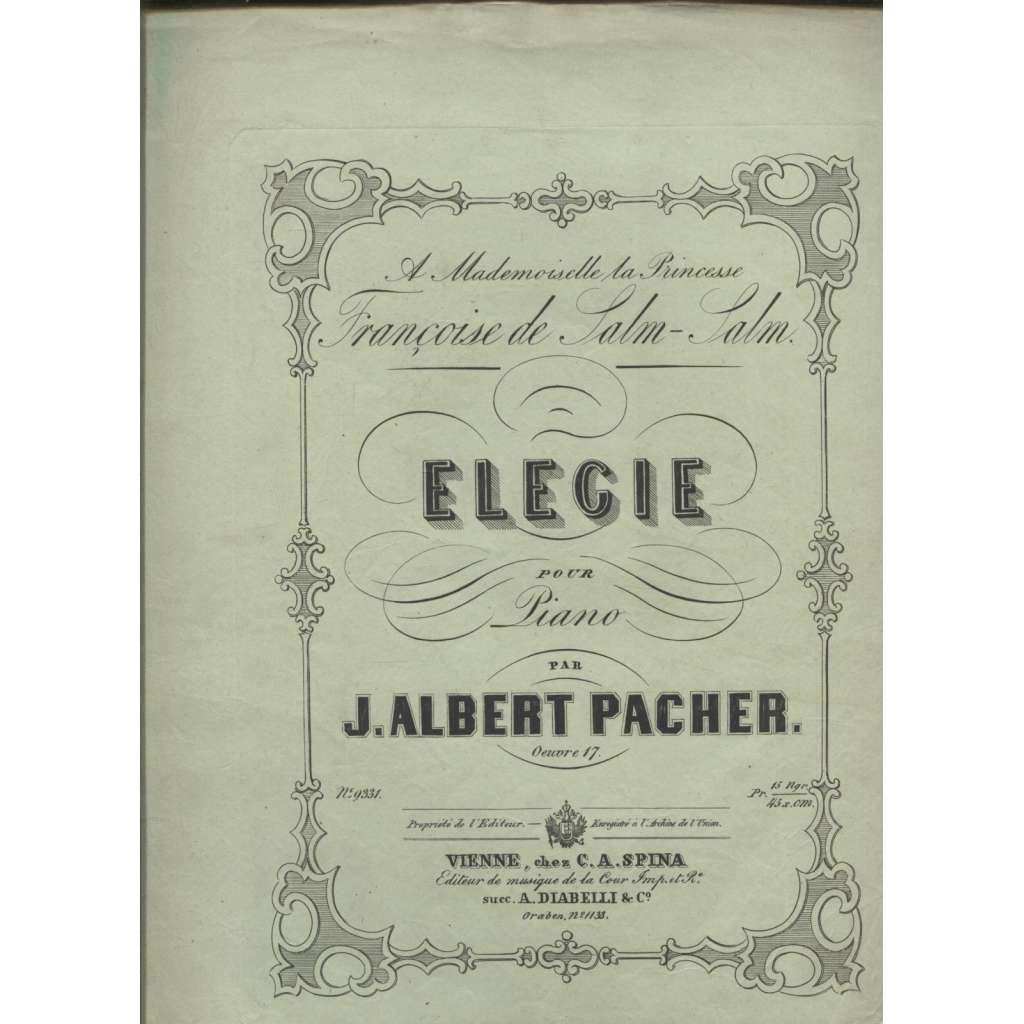 A Mademoiselle la Princesse
Françoise de Salm-Salm.
ELEGIE
POUR
Piano
PAR
J. ALBERT PACHER.
Oeuvre 17.
No. 9331.
Pr. 15 Ngr. / 45 x. CM.
Propriété de l'Editeur. — Enregistré à l'Archive de l'Union.
VIENNE, chez C. A. SPINA
Editeur de musique de la Cour Imp. et Re.
succ. A. DIABELLI & Co.
Graben, No. 1133.